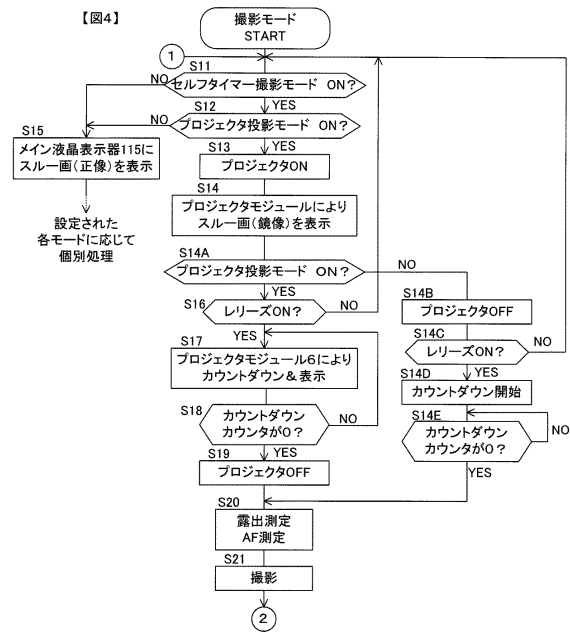 【図4】
撮影モード
START
1
S11
セルフタイマー撮影モード ON?
NO
YES
S12
プロジェクタ投影モード ON?
NO
YES
S15
メイン液晶表示器115に
スルー画(正像)を表示
設定された
各モードに応じて
個別処理
S13
プロジェクタON
S14
プロジェクタモジュールにより
スルー画(鏡像)を表示
S14A
プロジェクタ投影モード ON?
NO
YES
S16
レリーズON?
NO
YES
S14B
プロジェクタOFF
S14C
レリーズON?
NO
YES
S17
プロジェクタモジュール6により
カウントダウン&表示
S14D
カウントダウン開始
S18
カウントダウン
カウンタが0?
NO
YES
S14E
カウントダウン
カウンタが0?
NO
YES
S19
プロジェクタOFF
S20
露出測定
AF測定
S21
撮影
2